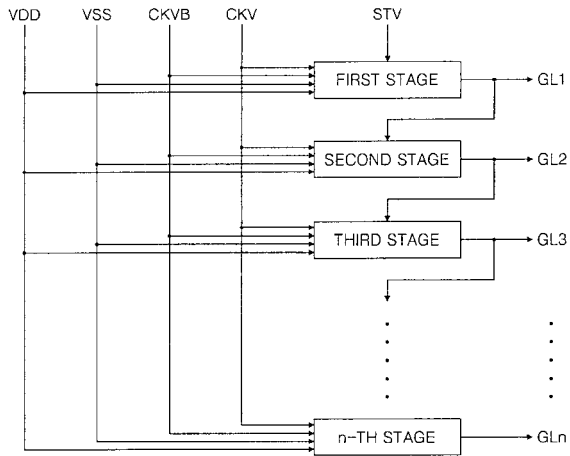 VDD VSS CKVB CKV STV
FIRST STAGE GL1
SECOND STAGE GL2
THIRD STAGE GL3
n-TH STAGE GLn